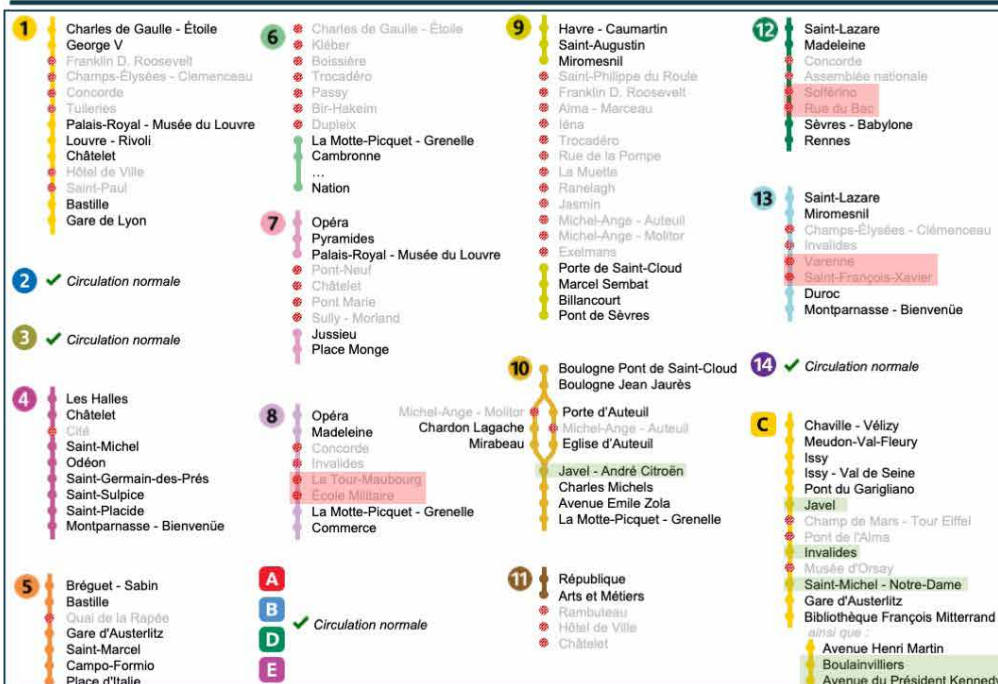 1
Charles de Gaulle - Étoile
George V
Franklin D. Roosevelt
Champs-Élysées - Clemenceau
Concorde
Tuileries
Palais-Royal - Musée du Louvre
Louvre - Rivoli
Châtelet
Hôtel de Ville
Saint-Paul
Bastille
Gare de Lyon
2
Circulation normale
3
Circulation normale
4
Les Halles
Châtelet
Cité
Saint-Michel
Odéon
Saint-Germain-des-Prés
Saint-Sulpice
Saint-Placide
Montparnasse - Bienvenüe
5
Bréguet - Sabin
Bastille
Quai de la Rapée
Gare d'Austerlitz
Saint-Marcel
Campo-Formio
Place d'Italie
6
Charles de Gaulle - Étoile
Kléber
Boissière
Trocadéro
Passy
Bir-Hakeim
Dupleix
La Motte-Picquet - Grenelle
Cambronne
...
Nation
7
Opéra
Pyramides
Palais-Royal - Musée du Louvre
Pont-Neuf
Châtelet
Pont Marie
Sully - Morland
Jussieu
Place Monge
8
Opéra
Madeleine
Concorde
Invalides
La Tour-Maubourg
École Militaire
La Motte-Picquet - Grenelle
Commerce
A
B
D
E
Circulation normale
9
Havre - Caumartin
Saint-Augustin
Miromesnil
Saint-Philippe du Roule
Franklin D. Roosevelt
Alma - Marceau
Iéna
Trocadéro
Rue de la Pompe
La Muette
Ranelagh
Jasmin
Michel-Ange - Auteuil
Michel-Ange - Molitor
Exelmans
Porte de Saint-Cloud
Marcel Sembat
Billancourt
Pont de Sèvres
10
Boulogne Pont de Saint-Cloud
Boulogne Jean Jaurès
Michel-Ange - Molitor
Porte d'Auteuil
Chardon Lagache
Michel-Ange - Auteuil
Mirabeau
Eglise d'Auteuil
Javel - André Citroën
Charles Michels
Avenue Emile Zola
La Motte-Picquet - Grenelle
11
République
Arts et Métiers
Rambuteau
Hôtel de Ville
Châtelet
12
Saint-Lazare
Madeleine
Concorde
Assemblée nationale
Solférino
Rue du Bac
Sèvres - Babylone
Rennes
13
Saint-Lazare
Miromesnil
Champs-Élysées - Clémenceau
Invalides
Varenne
Saint-François-Xavier
Duroc
Montparnasse - Bienvenüe
14
Circulation normale
C
Chaville - Vélizy
Meudon-Val-Fleury
Issy
Issy - Val de Seine
Pont du Garigliano
Javel
Champ de Mars - Tour Eiffel
Pont de l'Alma
Invalides
Musée d'Orsay
Saint-Michel - Notre-Dame
Gare d'Austerlitz
Bibliothèque François Mitterrand
ainsi que :
Avenue Henri Martin
Boulainvilliers
Avenue du Président Kennedy